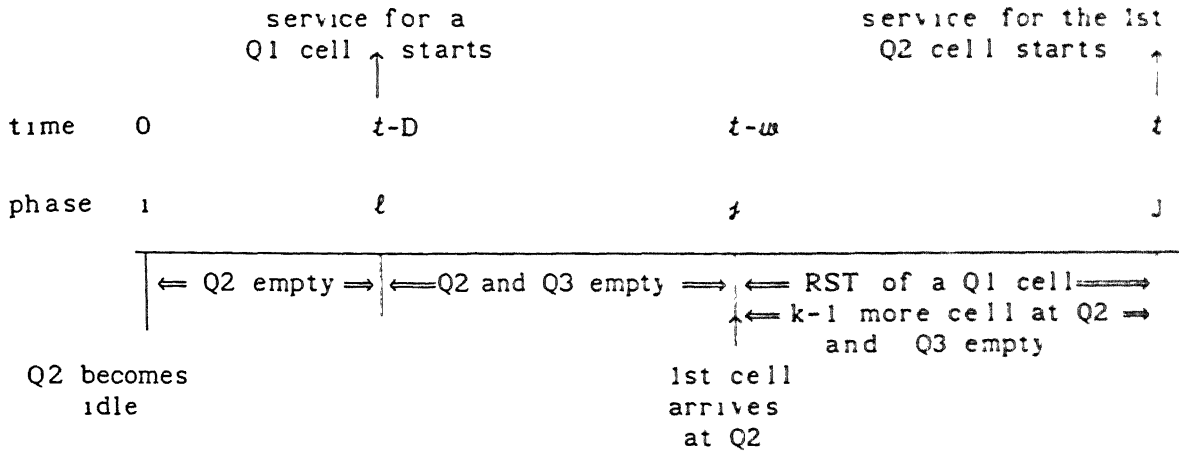 service for a
Q1 cell ↑ starts
service for the 1st
Q2 cell starts ↑
time 0 t-D t-w t
phase i ℓ j J
⇐ Q2 empty ⇒ ⇐Q2 and Q3 empty ⇒ ⇐ RST of a Q1 cell⇒
⇐ k-1 more cell at Q2 ⇒
and Q3 empty
Q2 becomes
idle
1st cell
arrives
at Q2